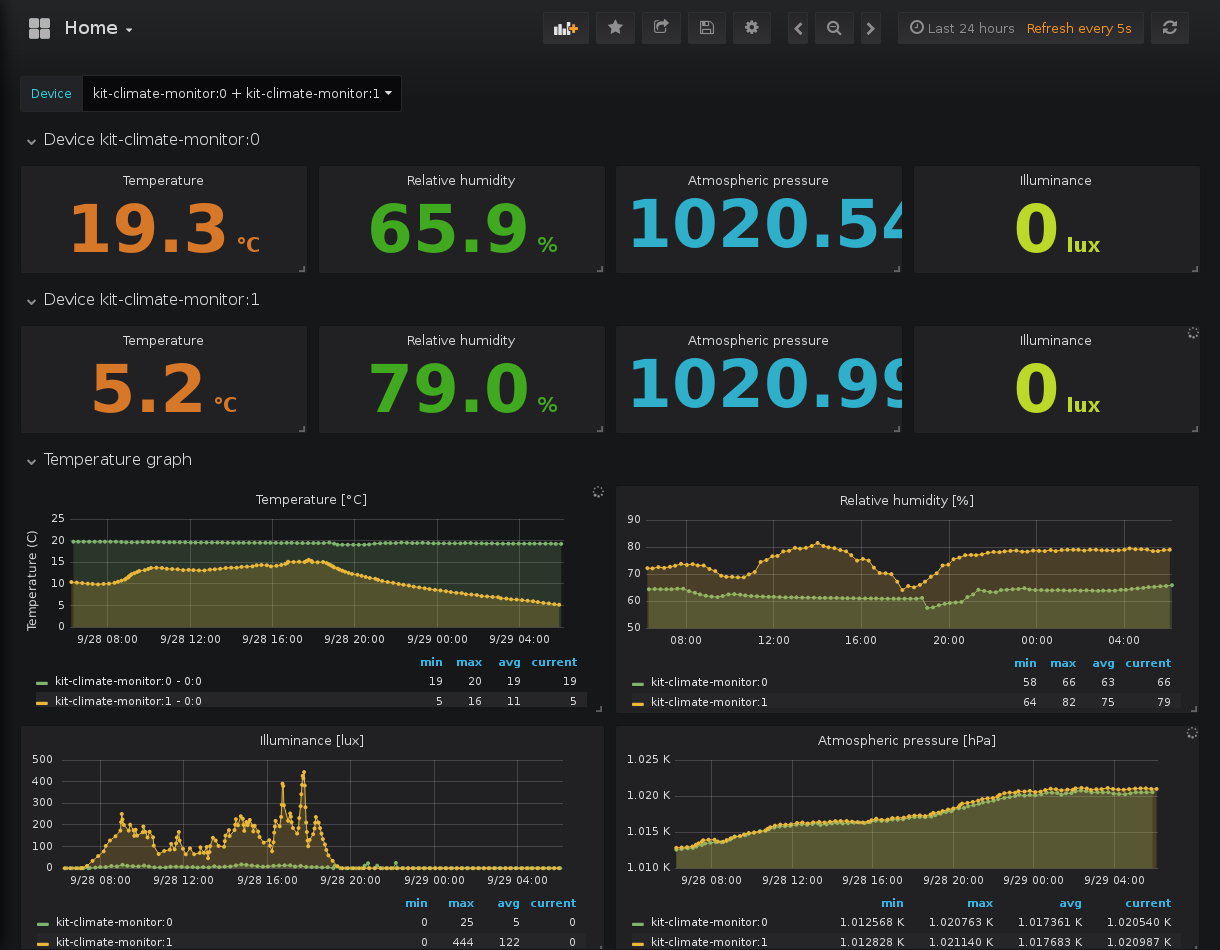 Home
Last 24 hours Refresh every 5s
Device kit-climate-monitor:0 + kit-climate-monitor:1
Device kit-climate-monitor:0
Temperature Relative humidity Atmospheric pressure Illuminance
19.3 °C 65.9 % 1020.54 0 lux
Device kit-climate-monitor:1
Temperature Relative humidity Atmospheric pressure Illuminance
5.2 °C 79.0 % 1020.99 0 lux
Temperature graph
Temperature [°C]
Temperature (C)
25
20
15
10
5
0
9/28 08:00 9/28 12:00 9/28 16:00 9/28 20:00 9/29 00:00 9/29 04:00
min max avg current
kit-climate-monitor:0 - 0:0 19 20 19 19
kit-climate-monitor:1 - 0:0 5 16 11 5
Relative humidity [%]
90
80
70
60
50
08:00 12:00 16:00 20:00 00:00 04:00
min max avg current
kit-climate-monitor:0 58 66 63 66
kit-climate-monitor:1 64 82 75 79
Illuminance [lux]
500
400
300
200
100
0
9/28 08:00 9/28 12:00 9/28 16:00 9/28 20:00 9/29 00:00 9/29 04:00
min max avg current
kit-climate-monitor:0 0 25 5 0
kit-climate-monitor:1 0 444 122 0
Atmospheric pressure [hPa]
1.025 K
1.020 K
1.015 K
1.010 K
9/28 08:00 9/28 12:00 9/28 16:00 9/28 20:00 9/29 00:00 9/29 04:00
min max avg current
kit-climate-monitor:0 1.012568 K 1.020763 K 1.017361 K 1.020540 K
kit-climate-monitor:1 1.012828 K 1.021140 K 1.017683 K 1.020987 K